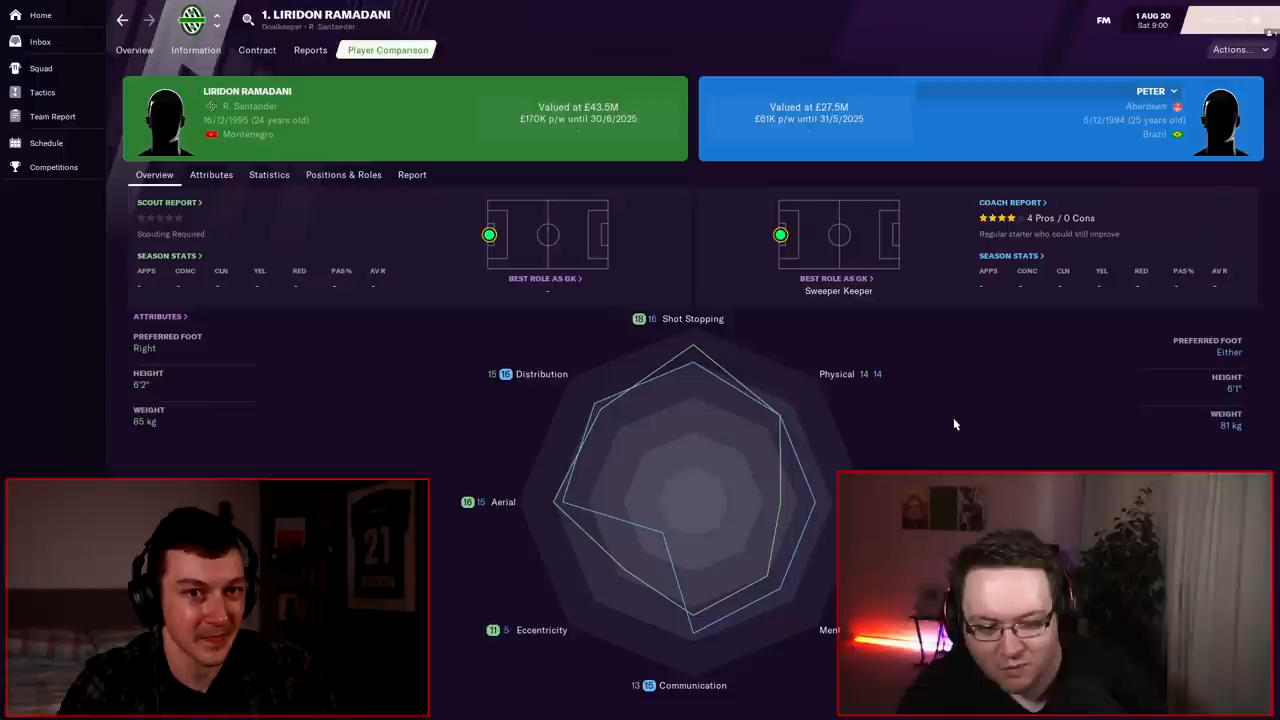 Home
Inbox
Squad
Tactics
Team Report
Schedule
Competitions
1. LIRIDON RAMADANI
Goalkeeper - R. Santander
FM
1 AUG 20
Sat 9:00
Overview
Information
Contract
Reports
Player Comparison
Actions...
LIRIDON RAMADANI
R. Santander
16/12/1995 (24 years old)
Montenegro
Valued at £43.5M
£170K p/w until 30/6/2025
Valued at £27.5M
£61K p/w until 31/5/2025
PETER
Aberdeen
6/12/1994 (25 years old)
Brazil
Overview
Attributes
Statistics
Positions & Roles
Report
SCOUT REPORT >
Scouting Required
SEASON STATS >
APPS CONC CLN YEL RED PAS % AV R
- - - - - - -
BEST ROLE AS GK >
-
BEST ROLE AS GK >
Sweeper Keeper
COACH REPORT >
4 Pros / 0 Cons
Regular starter who could still improve
SEASON STATS >
APPS CONC CLN YEL RED PAS % AV R
- - - - - - -
ATTRIBUTES >
PREFERRED FOOT
Right
HEIGHT
6'2"
WEIGHT
85 kg
18 16 Shot Stopping
15 16 Distribution
Physical 14 14
16 15 Aerial
11 5 Eccentricity
13 15 Communication
PREFERRED FOOT
Either
HEIGHT
6'1"
WEIGHT
81 kg
21